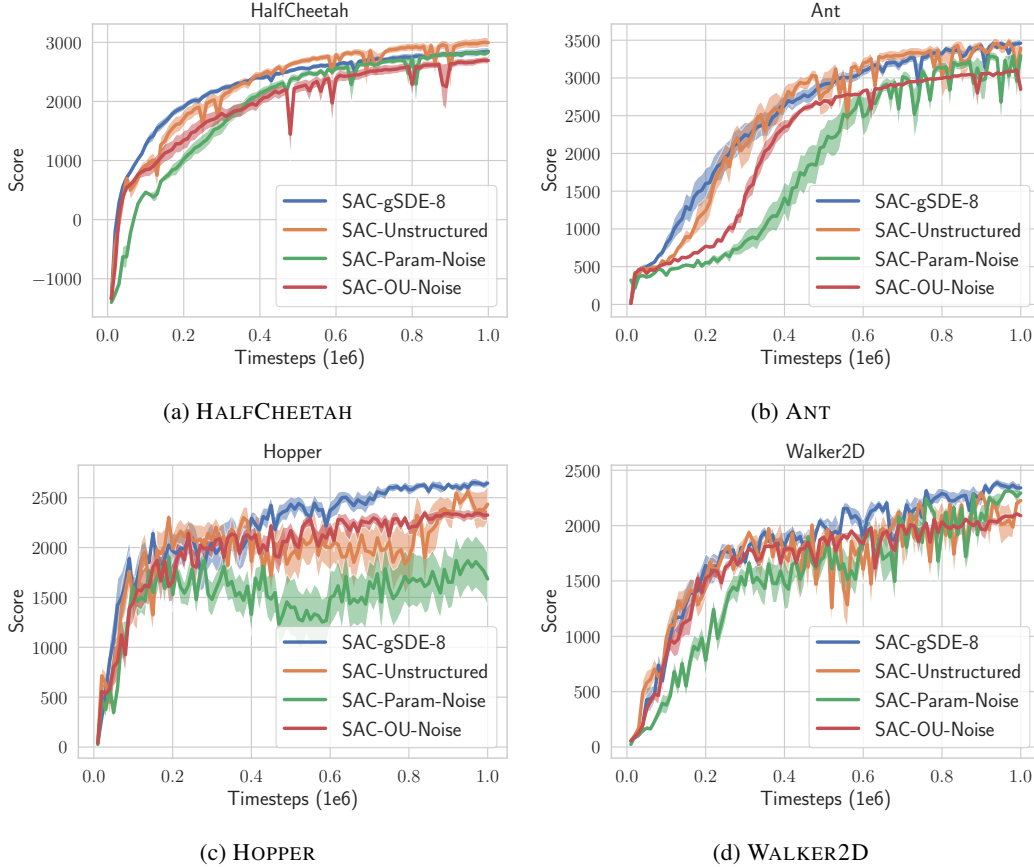 HalfCheetah
3000
2000
1000
0
−1000
Score
SAC-gSDE-8
SAC-Unstructured
SAC-Param-Noise
SAC-OU-Noise
0.0 0.2 0.4 0.6 0.8 1.0
Timesteps (1e6)
(a) HALFCHEETAH
Ant
3500
3000
2500
2000
1500
1000
500
0
Score
SAC-gSDE-8
SAC-Unstructured
SAC-Param-Noise
SAC-OU-Noise
0.0 0.2 0.4 0.6 0.8 1.0
Timesteps (1e6)
(b) ANT
Hopper
2500
2000
1500
1000
500
0
Score
SAC-gSDE-8
SAC-Unstructured
SAC-Param-Noise
SAC-OU-Noise
0.0 0.2 0.4 0.6 0.8 1.0
Timesteps (1e6)
(c) HOPPER
Walker2D
2500
2000
1500
1000
500
0
Score
SAC-gSDE-8
SAC-Unstructured
SAC-Param-Noise
SAC-OU-Noise
0.0 0.2 0.4 0.6 0.8 1.0
Timesteps (1e6)
(d) WALKER2D